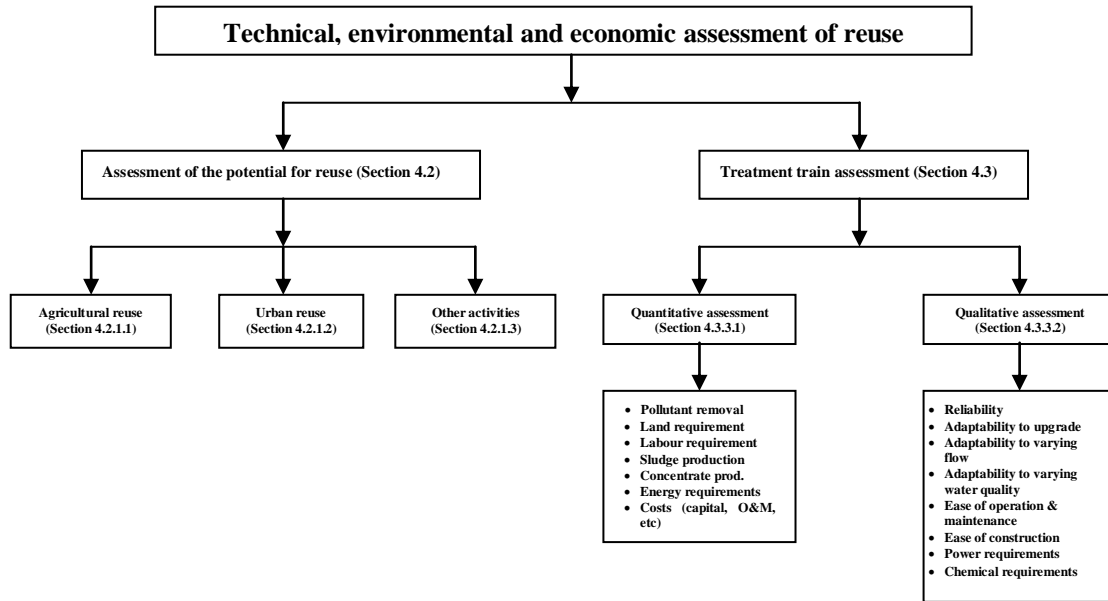 Technical, environmental and economic assessment of reuse
Assessment of the potential for reuse (Section 4.2)
Treatment train assessment (Section 4.3)
Agricultural reuse
(Section 4.2.1.1)
Urban reuse
(Section 4.2.1.2)
Other activities
(Section 4.2.1.3)
Quantitative assessment
(Section 4.3.3.1)
Qualitative assessment
(Section 4.3.3.2)
• Pollutant removal
• Land requirement
• Labour requirement
• Sludge production
• Concentrate prod.
• Energy requirements
• Costs (capital, O&M,
etc)
• Reliability
• Adaptability to upgrade
• Adaptability to varying
flow
• Adaptability to varying
water quality
• Ease of operation &
maintenance
• Ease of construction
• Power requirements
• Chemical requirements